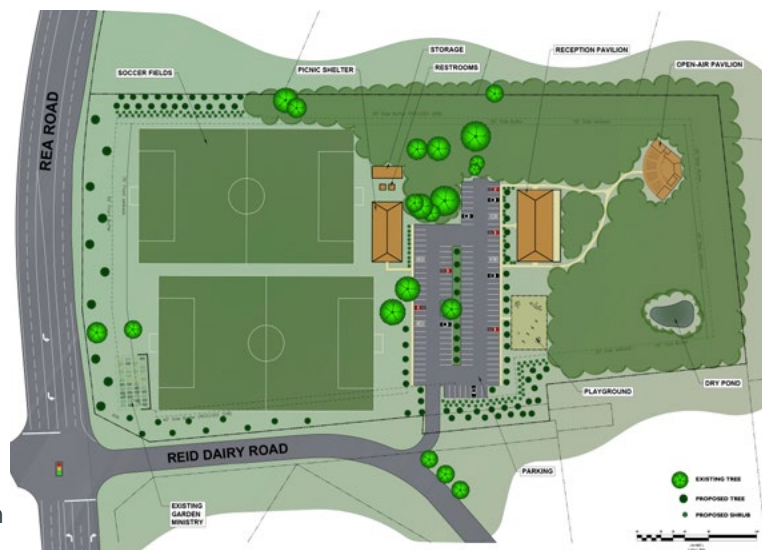 STORAGE
RESTROOMS
RECEPTION PAVILION
OPEN-AIR PAVILION
PICNIC SHELTER
SOCCER FIELDS
REA ROAD
PLAYGROUND
DRY POND
REID DAIRY ROAD
PARKING
EXISTING
GARDEN
MINISTRY
EXISTING TREE
PROPOSED TREE
PROPOSED SHRUB